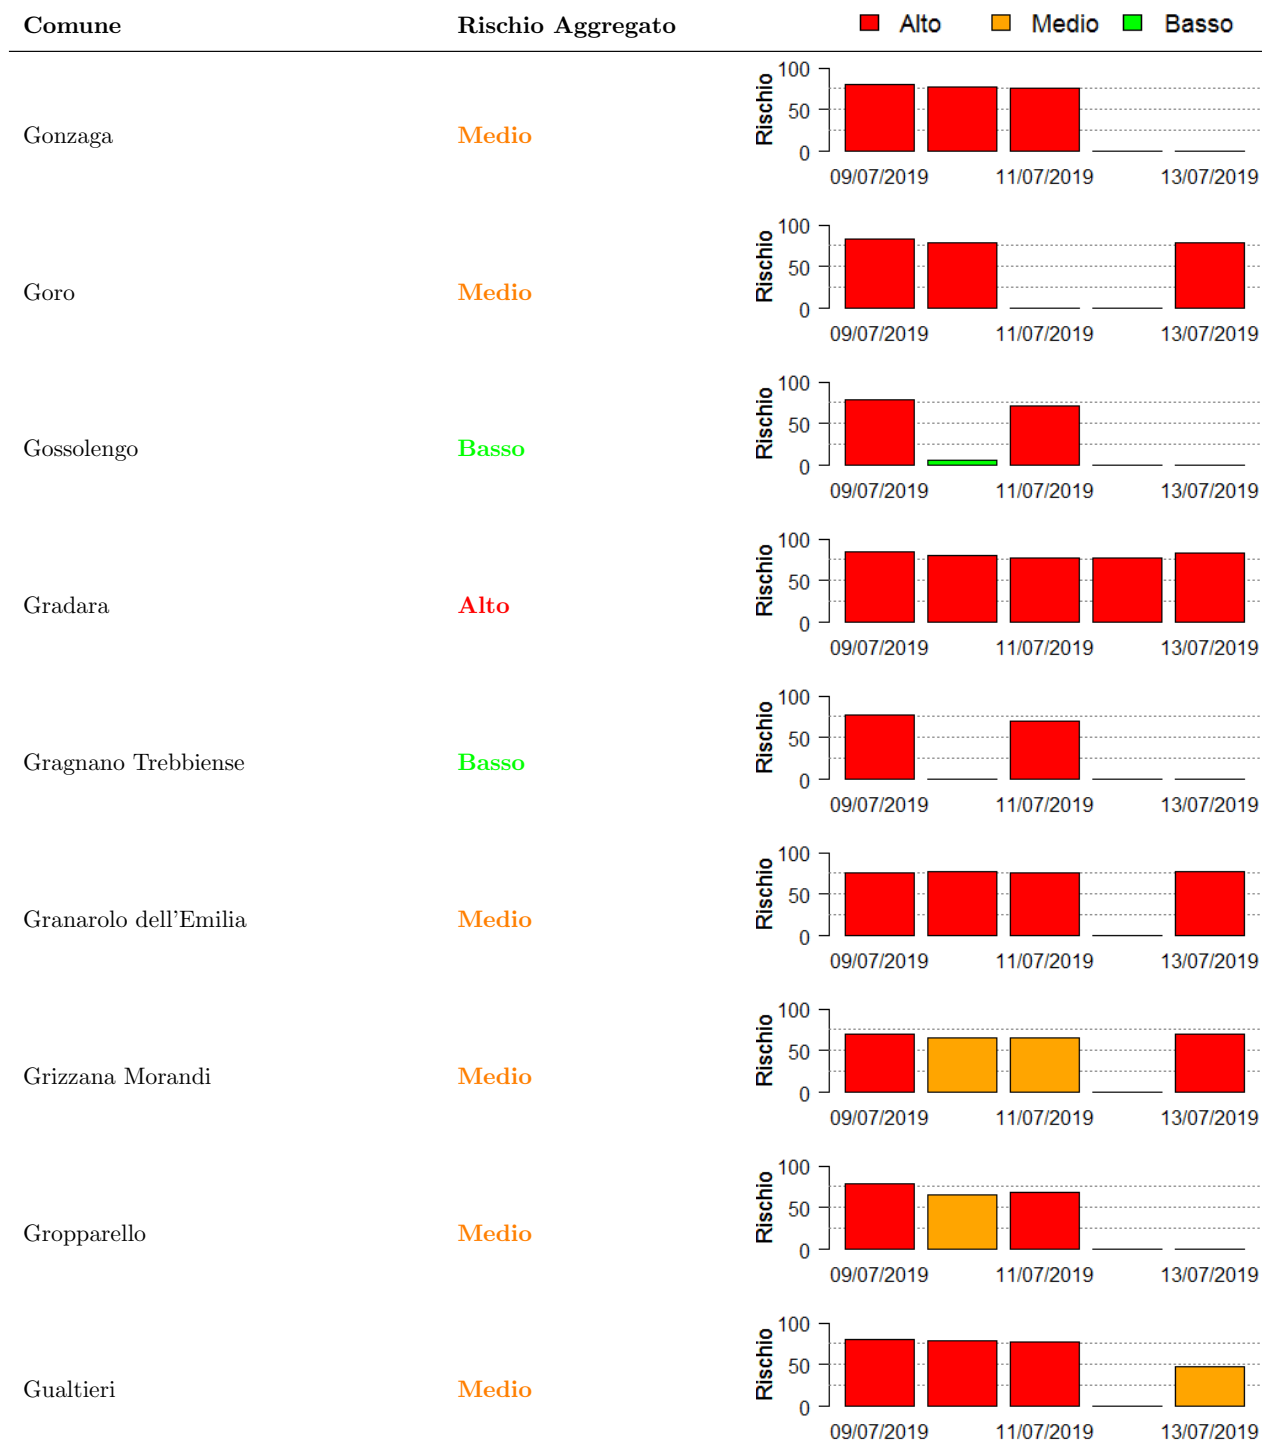 Comune Rischio Aggregato Alto Medio Basso
100
50
0
Rischio
Gonzaga Medio
09/07/2019 11/07/2019 13/07/2019
100
50
0
Rischio
Goro Medio
09/07/2019 11/07/2019 13/07/2019
100
50
0
Rischio
Gossolengo Basso
09/07/2019 11/07/2019 13/07/2019
100
50
0
Rischio
Gradara Alto
09/07/2019 11/07/2019 13/07/2019
100
50
0
Rischio
Gragnano Trebbiense Basso
09/07/2019 11/07/2019 13/07/2019
100
50
0
Rischio
Granarolo dell'Emilia Medio
09/07/2019 11/07/2019 13/07/2019
100
50
0
Rischio
Grizzana Morandi Medio
09/07/2019 11/07/2019 13/07/2019
100
50
0
Rischio
Gropparello Medio
09/07/2019 11/07/2019 13/07/2019
100
50
0
Rischio
Gualtieri Medio
09/07/2019 11/07/2019 13/07/2019